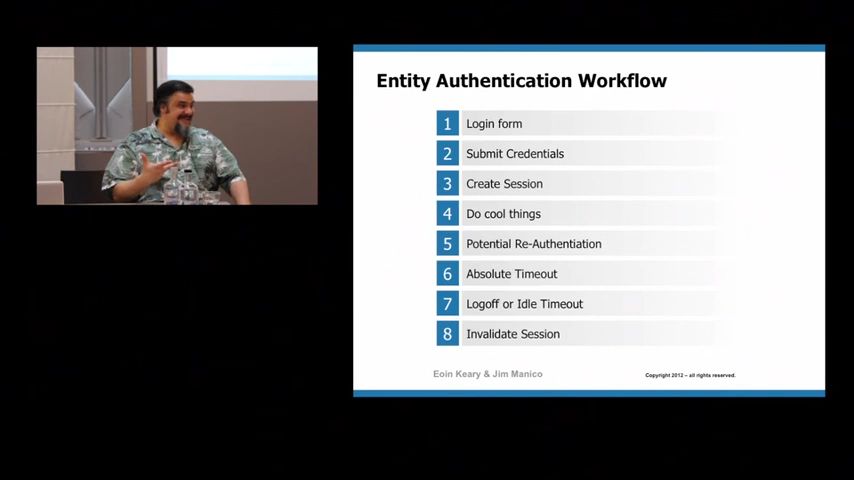 Entity Authentication Workflow
1 Login form
2 Submit Credentials
3 Create Session
4 Do cool things
5 Potential Re-Authentiation
6 Absolute Timeout
7 Logoff or Idle Timeout
8 Invalidate Session
Eoin Keary & Jim Manico
Copyright 2012 – all rights reserved.